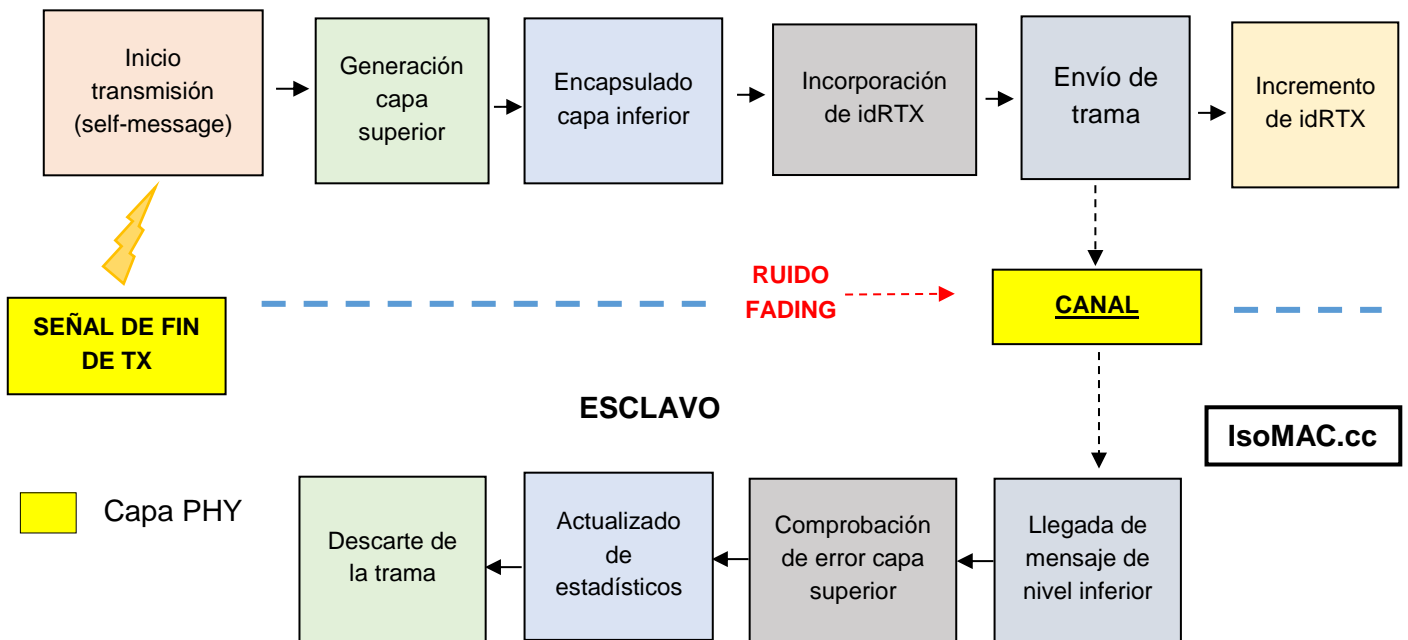 Inicio
transmisión
(self-message)
Generación
capa
superior
Encapsulado
capa inferior
Incorporación
de idRTX
Envío de
trama
Incremento
de idRTX
SEÑAL DE FIN
DE TX
RUIDO
FADING
CANAL
ESCLAVO
IsoMAC.cc
Capa PHY
Descarte de
la trama
Actualizado
de
estadísticos
Comprobación
de error capa
superior
Llegada de
mensaje de
nivel inferior